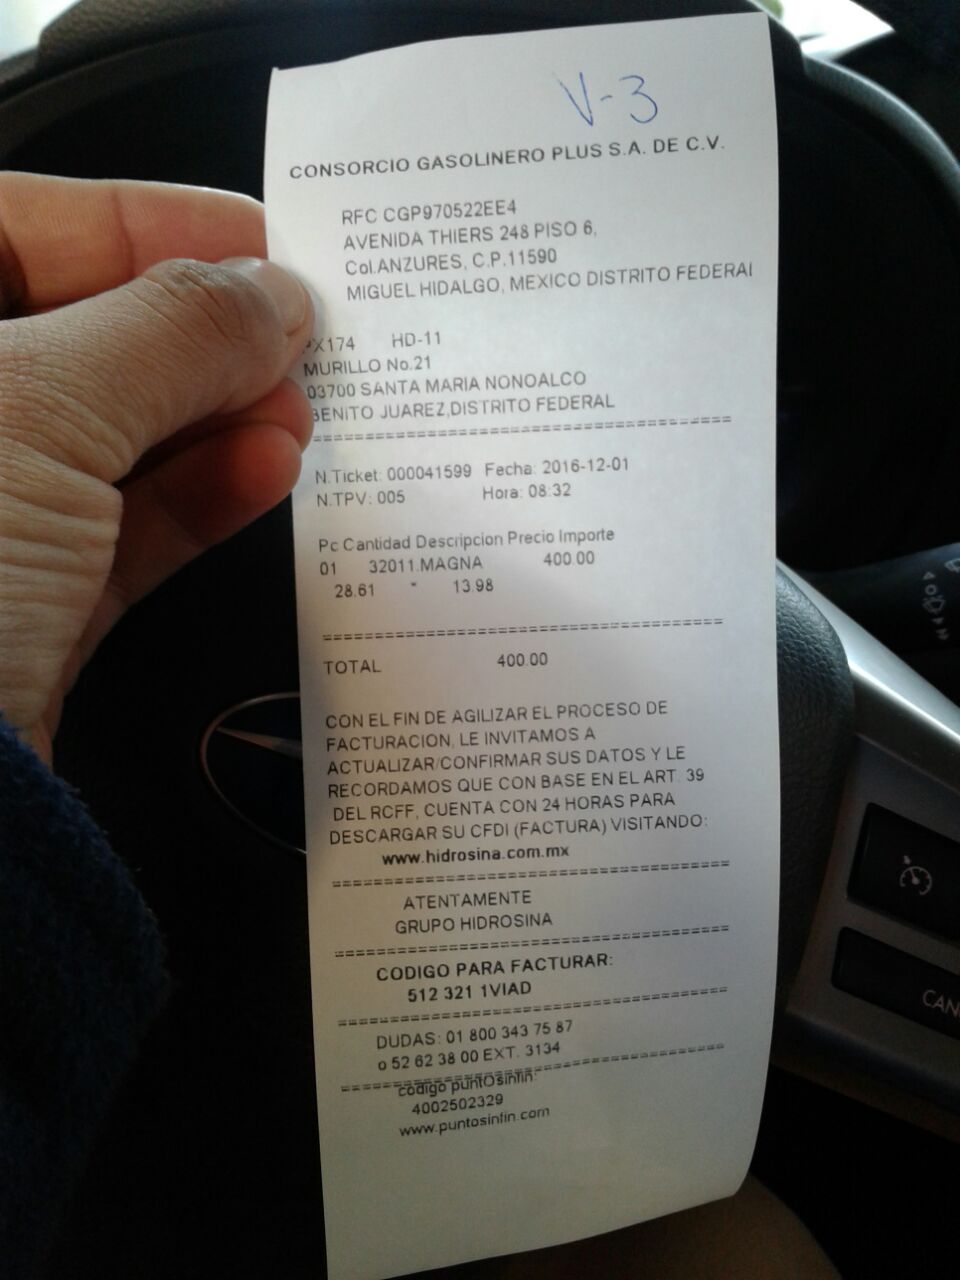 V-3
CONSORCIO GASOLINERO PLUS S.A. DE C.V.
RFC CGP970522EE4
AVENIDA THIERS 248 PISO 6,
Col.ANZURES, C.P.11590
MIGUEL HIDALGO, MEXICO DISTRITO FEDERAL
PX174 HD-11
MURILLO No.21
03700 SANTA MARIA NONOALCO
BENITO JUAREZ,DISTRITO FEDERAL
N.Ticket: 000041599 Fecha: 2016-12-01
N.TPV: 005 Hora: 08:32
Pc Cantidad Descripcion Precio Importe
01 32011.MAGNA 400.00
28.61 * 13.98
TOTAL 400.00
CON EL FIN DE AGILIZAR EL PROCESO DE
FACTURACION, LE INVITAMOS A
ACTUALIZAR/CONFIRMAR SUS DATOS Y LE
RECORDAMOS QUE CON BASE EN EL ART. 39
DEL RCFF, CUENTA CON 24 HORAS PARA
DESCARGAR SU CFDI (FACTURA) VISITANDO:
www.hidrosina.com.mx
ATENTAMENTE
GRUPO HIDROSINA
CODIGO PARA FACTURAR:
512 321 1VIAD
DUDAS: 01 800 343 75 87
o 52 62 38 00 EXT. 3134
codigo puntOsinfin:
4002502329
www.puntosinfin.com